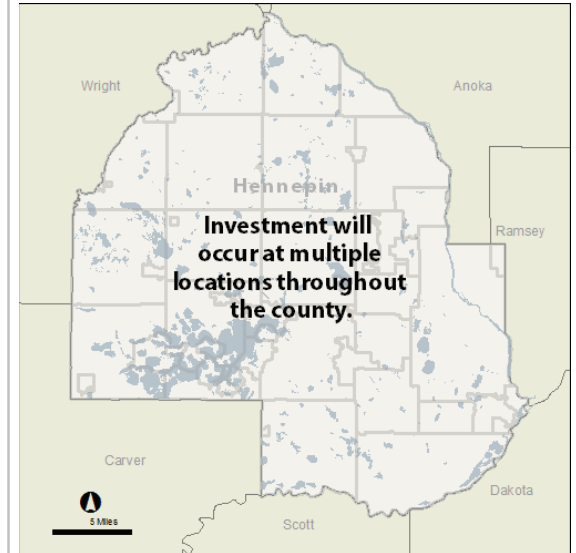 Wright
Anoka
Hennepin
Investment will
occur at multiple
locations throughout
the county.
Ramsey
Carver
Dakota
5 Miles
Scott